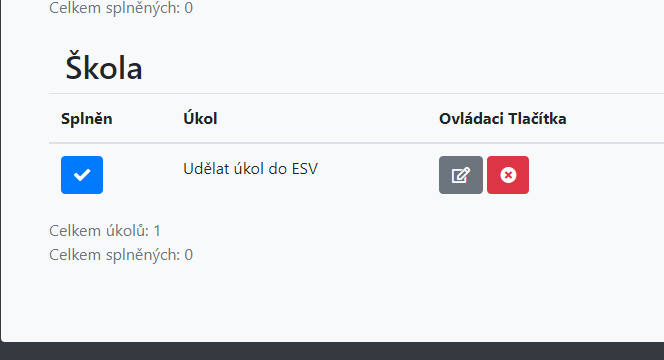 Celkem splněných: 0
Škola
Splněn Úkol Ovládaci Tlačítka
Udělat úkol do ESV
Celkem úkolů: 1
Celkem splněných: 0